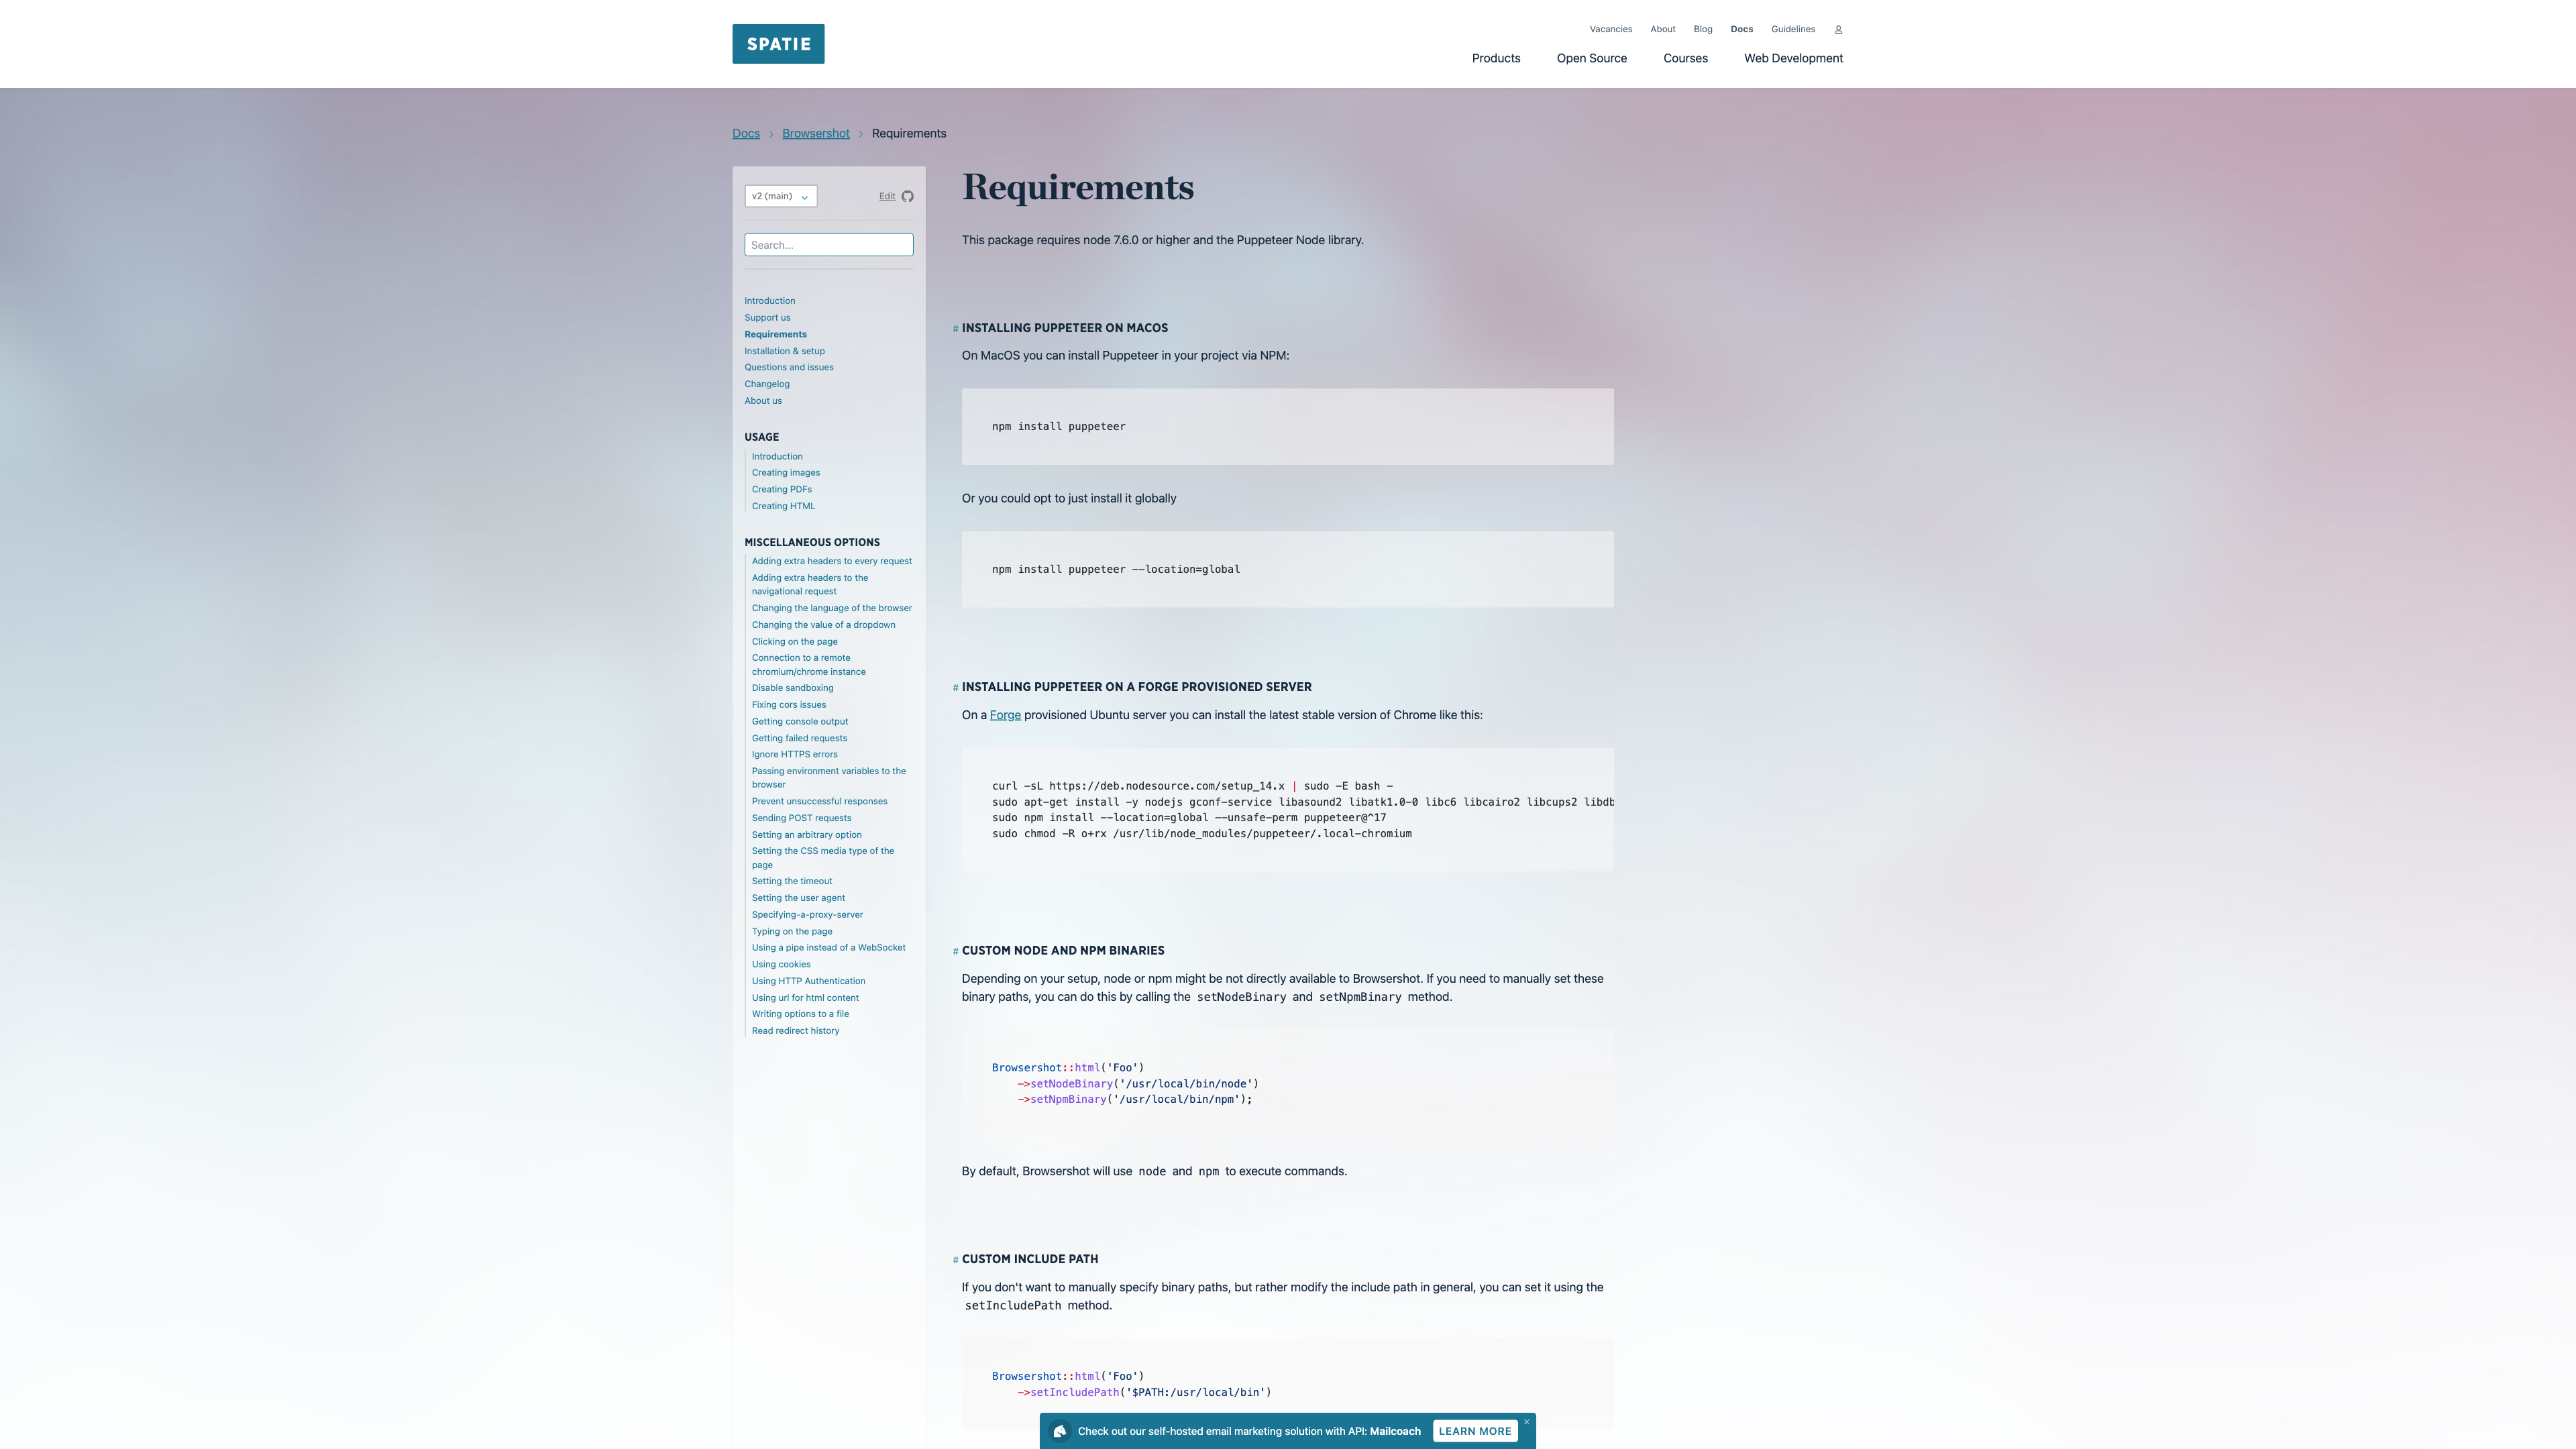 SPATIE
Vacancies About Blog Docs Guidelines
Products Open Source Courses Web Development
Docs > Browsershot > Requirements
v2 (main)
Edit
Search...
Introduction
Support us
Requirements
Installation & setup
Questions and issues
Changelog
About us
USAGE
Introduction
Creating images
Creating PDFs
Creating HTML
MISCELLANEOUS OPTIONS
Adding extra headers to every request
Adding extra headers to the
navigational request
Changing the language of the browser
Changing the value of a dropdown
Clicking on the page
Connection to a remote
chromium/chrome instance
Disable sandboxing
Fixing cors issues
Getting console output
Getting failed requests
Ignore HTTPS errors
Passing environment variables to the
browser
Prevent unsuccessful responses
Sending POST requests
Setting an arbitrary option
Setting the CSS media type of the
page
Setting the timeout
Setting the user agent
Specifying-a-proxy-server
Typing on the page
Using a pipe instead of a WebSocket
Using cookies
Using HTTP Authentication
Using url for html content
Writing options to a file
Read redirect history
Requirements
This package requires node 7.6.0 or higher and the Puppeteer Node library.
# INSTALLING PUPPETEER ON MACOS
On MacOS you can install Puppeteer in your project via NPM:
npm install puppeteer
Or you could opt to just install it globally
npm install puppeteer --location=global
# INSTALLING PUPPETEER ON A FORGE PROVISIONED SERVER
On a Forge provisioned Ubuntu server you can install the latest stable version of Chrome like this:
curl -sL https://deb.nodesource.com/setup_14.x | sudo -E bash -
sudo apt-get install -y nodejs gconf-service libasound2 libatk1.0-0 libc6 libcairo2 libcups2 libdb
sudo npm install --location=global --unsafe-perm puppeteer@^17
sudo chmod -R o+rx /usr/lib/node_modules/puppeteer/.local-chromium
# CUSTOM NODE AND NPM BINARIES
Depending on your setup, node or npm might be not directly available to Browsershot. If you need to manually set these
binary paths, you can do this by calling the setNodeBinary and setNpmBinary method.
Browsershot::html('Foo')
->setNodeBinary('/usr/local/bin/node')
->setNpmBinary('/usr/local/bin/npm');
By default, Browsershot will use node and npm to execute commands.
# CUSTOM INCLUDE PATH
If you don't want to manually specify binary paths, but rather modify the include path in general, you can set it using the
setIncludePath method.
Browsershot::html('Foo')
->setIncludePath('$PATH:/usr/local/bin')
Check out our self-hosted email marketing solution with API: Mailcoach LEARN MORE ×